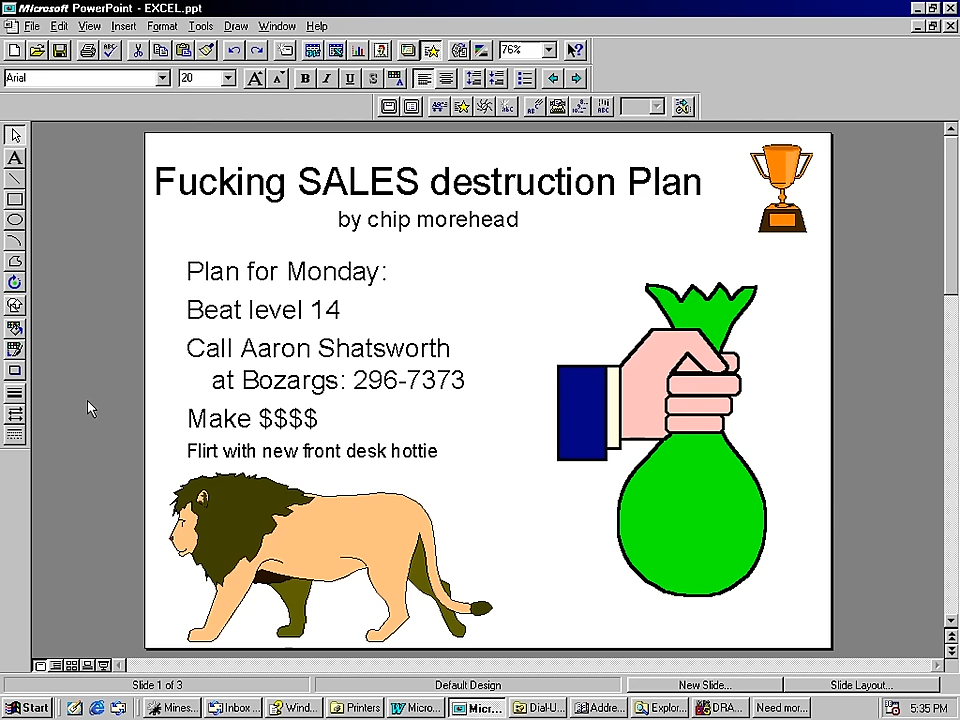 Microsoft PowerPoint - EXCEL.ppt
File Edit View Insert Format Tools Draw Window Help
76%
Arial 20
Fucking SALES destruction Plan
by chip morehead
Plan for Monday:
Beat level 14
Call Aaron Shatsworth
at Bozargs: 296-7373
Make $$$$
Flirt with new front desk hottie
Slide 1 of 3 Default Design New Slide... Slide Layout...
Start Mines... Inbox ... Wind... Printers Micro... Micr... Dial-U... Addre... Explor... DRA... Need mor... 5:35 PM